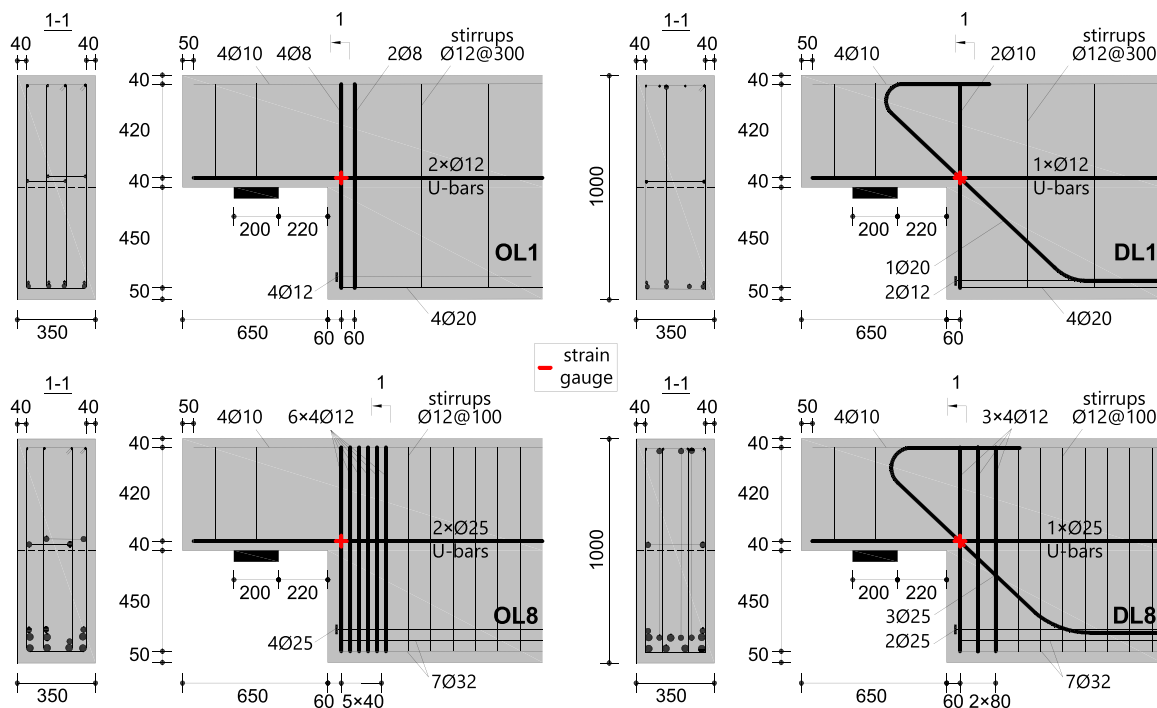 1-1
40 40
50
4Ø10 4Ø8
1
2Ø8
stirrups
Ø12@300
40
420
40
450
50
2×Ø12
U-bars
200 220
OL1
4Ø12
350
650
60 60
4Ø20
1-1
40 40
50
4Ø10
1
2Ø10
stirrups
Ø12@300
1000
40
420
40
450
50
1×Ø12
U-bars
200 220
DL1
1Ø20
2Ø12
350
650
60
4Ø20
strain
gauge
1-1
40 40
50
4Ø10 6×4Ø12
1
stirrups
Ø12@100
40
420
40
450
50
2×Ø25
U-bars
200 220
OL8
4Ø25
350
650
60 5×40
7Ø32
1-1
40 40
50
4Ø10
1
3×4Ø12
stirrups
Ø12@100
1000
40
420
40
450
50
1×Ø25
U-bars
200 220
DL8
3Ø25
2Ø25
350
650
60 2×80
7Ø32